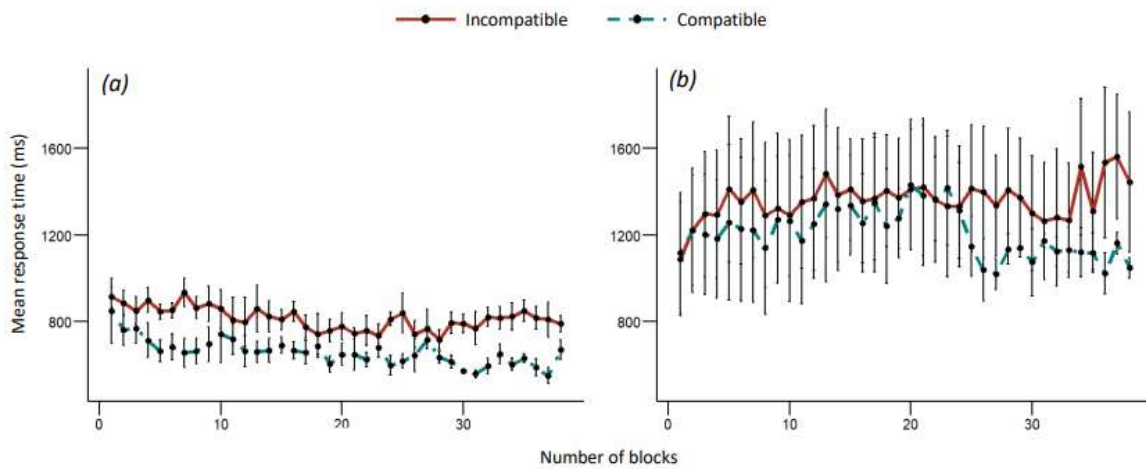 Incompatible Compatible
(a) (b)
Mean response time (ms)
1600 1600
1200 1200
800 800
0 10 20 30 0 10 20 30
Number of blocks